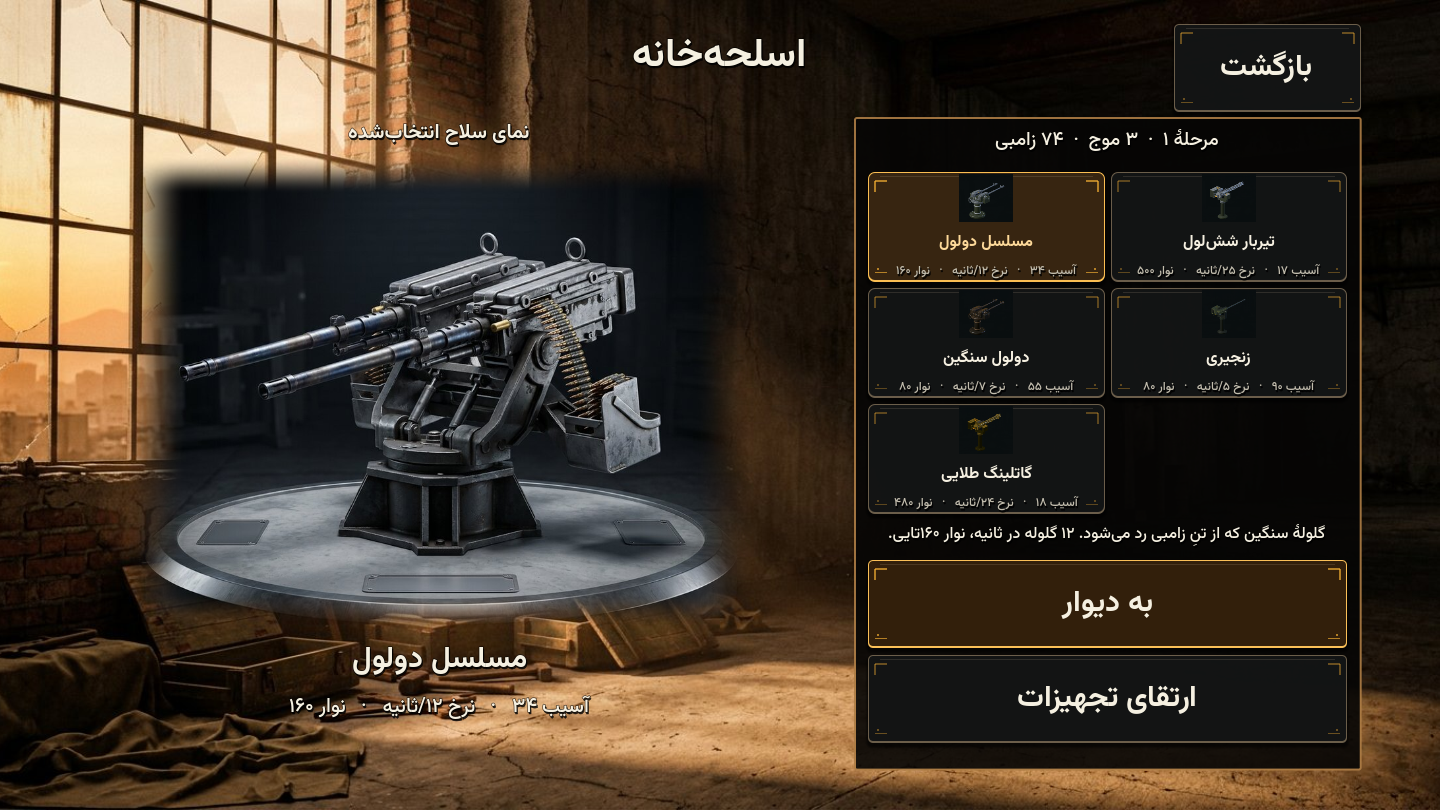 بازگشت
اسلحه‌خانه
مرحلهٔ ۱ · ۳ موج · ۷۴ زامبی
تیربار شش‌لول
آسیب ۱۷ · نرخ ۲۵/ثانیه · نوار ۵۰۰
مسلسل دولول
آسیب ۳۴ · نرخ ۱۲/ثانیه · نوار ۱۶۰
زنجیری
آسیب ۹۰ · نرخ ۵/ثانیه · نوار ۸۰
دولول سنگین
آسیب ۵۵ · نرخ ۷/ثانیه · نوار ۸۰
گاتلینگ طلایی
آسیب ۱۸ · نرخ ۲۴/ثانیه · نوار ۴۸۰
گلولهٔ سنگین که از تنِ زامبی رد می‌شود. ۱۲ گلوله در ثانیه، نوار ۱۶۰تایی.
به دیوار
ارتقای تجهیزات
نمای سلاح انتخاب‌شده
مسلسل دولول
آسیب ۳۴ · نرخ ۱۲/ثانیه · نوار ۱۶۰